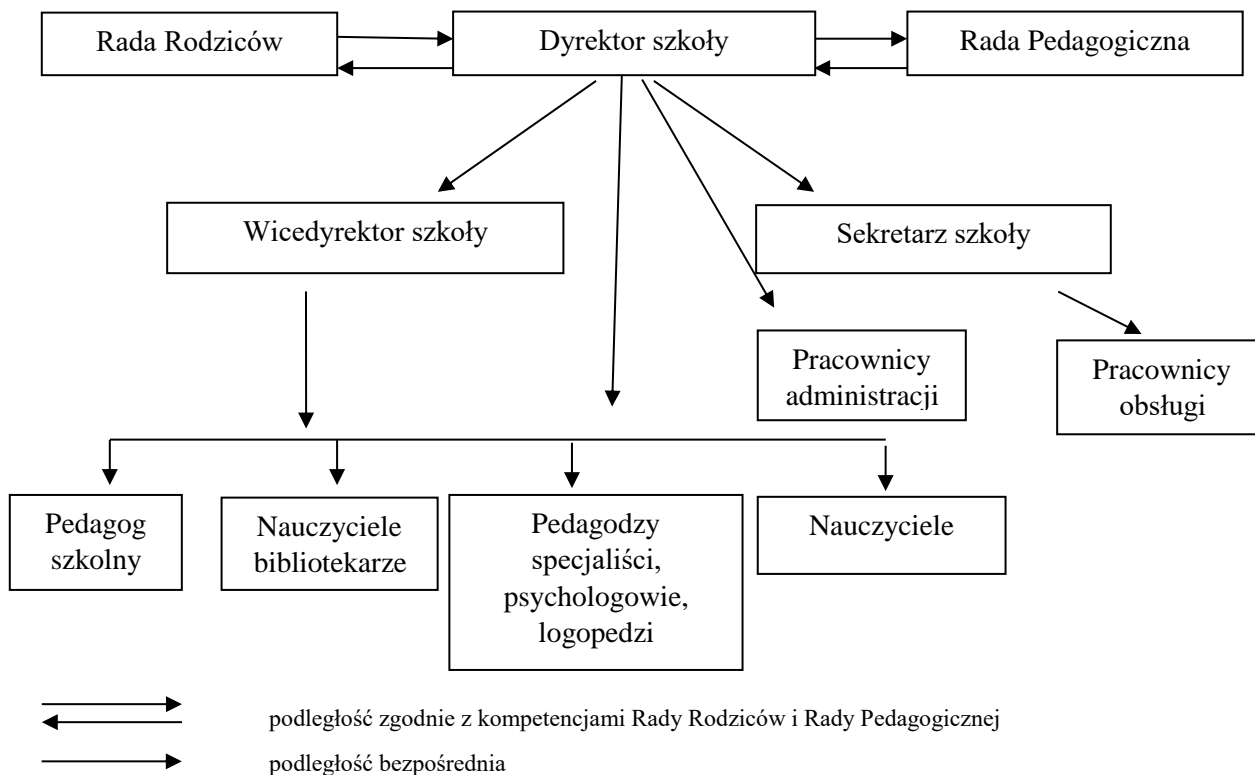 Rada Rodziców
Dyrektor szkoły
Rada Pedagogiczna
Wicedyrektor szkoły
Sekretarz szkoły
Pracownicy
administracji
Pracownicy
obsługi
Pedagog
szkolny
Nauczyciele
bibliotekarze
Pedagodzy
specjaliści,
psychologowie,
logopedzi
Nauczyciele
podległość zgodnie z kompetencjami Rady Rodziców i Rady Pedagogicznej
podległość bezpośrednia